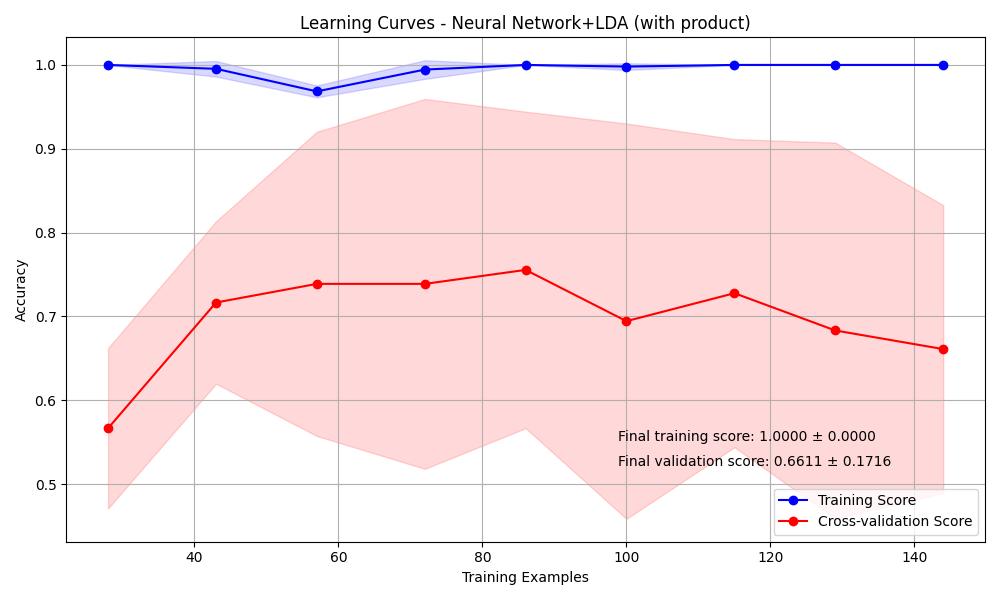 Learning Curves - Neural Network+LDA (with product)
Accuracy
1.0
0.9
0.8
0.7
0.6
0.5
Final training score: 1.0000 ± 0.0000
Final validation score: 0.6611 ± 0.1716
Training Score
Cross-validation Score
40 60 80 100 120 140
Training Examples